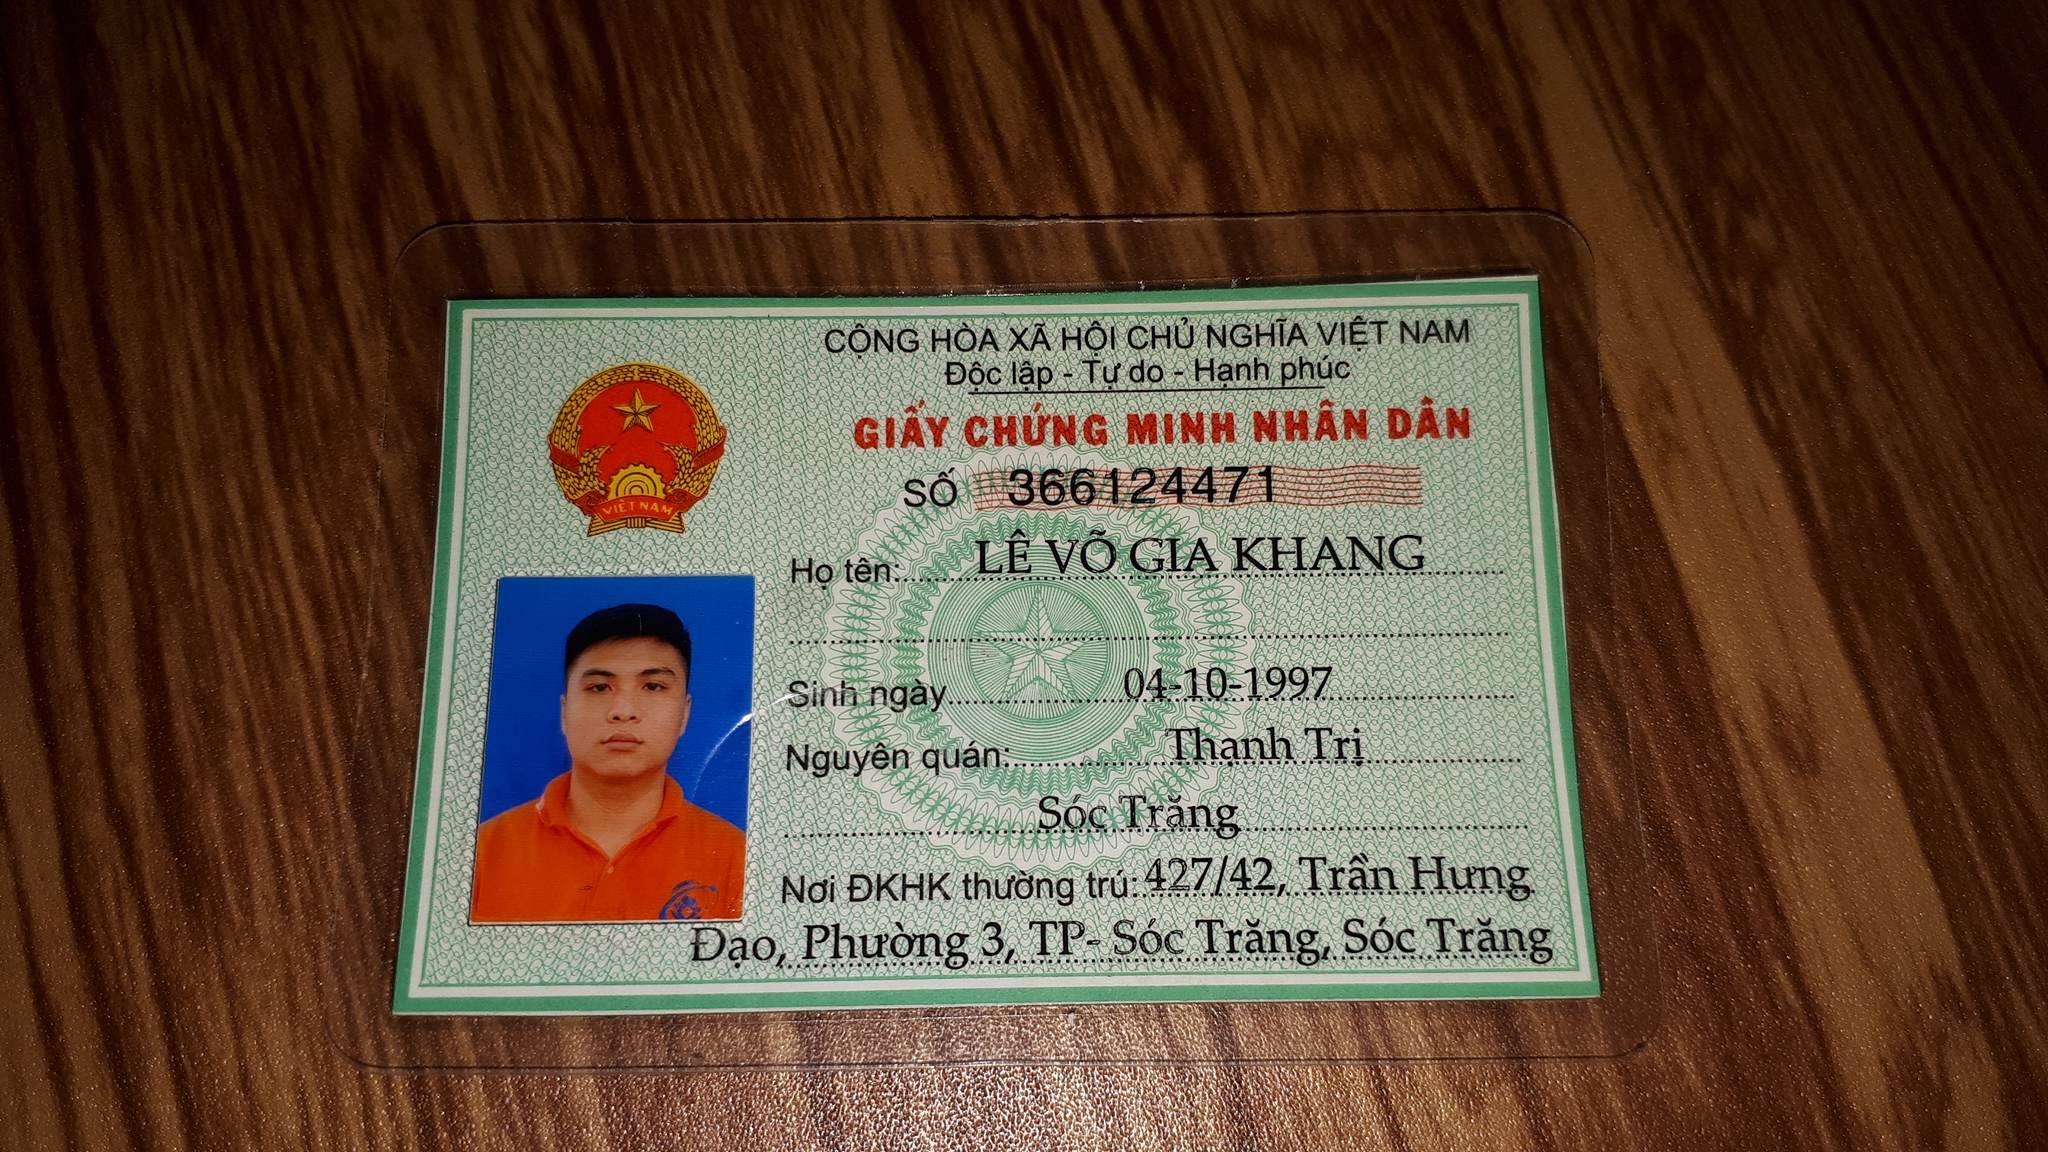 CỘNG HÒA XÃ HỘI CHỦ NGHĨA VIỆT NAM
Độc lập - Tự do - Hạnh phúc
GIẤY CHỨNG MINH NHÂN DÂN
SỐ 366124471
VIET NAM
Họ tên: LÊ VÕ GIA KHANG
Sinh ngày 04-10-1997
Nguyên quán: Thạnh Trị
Sóc Trăng
Nơi ĐKHK thường trú: 427/42, Trần Hưng
Đạo, Phường 3, TP- Sóc Trăng, Sóc Trăng